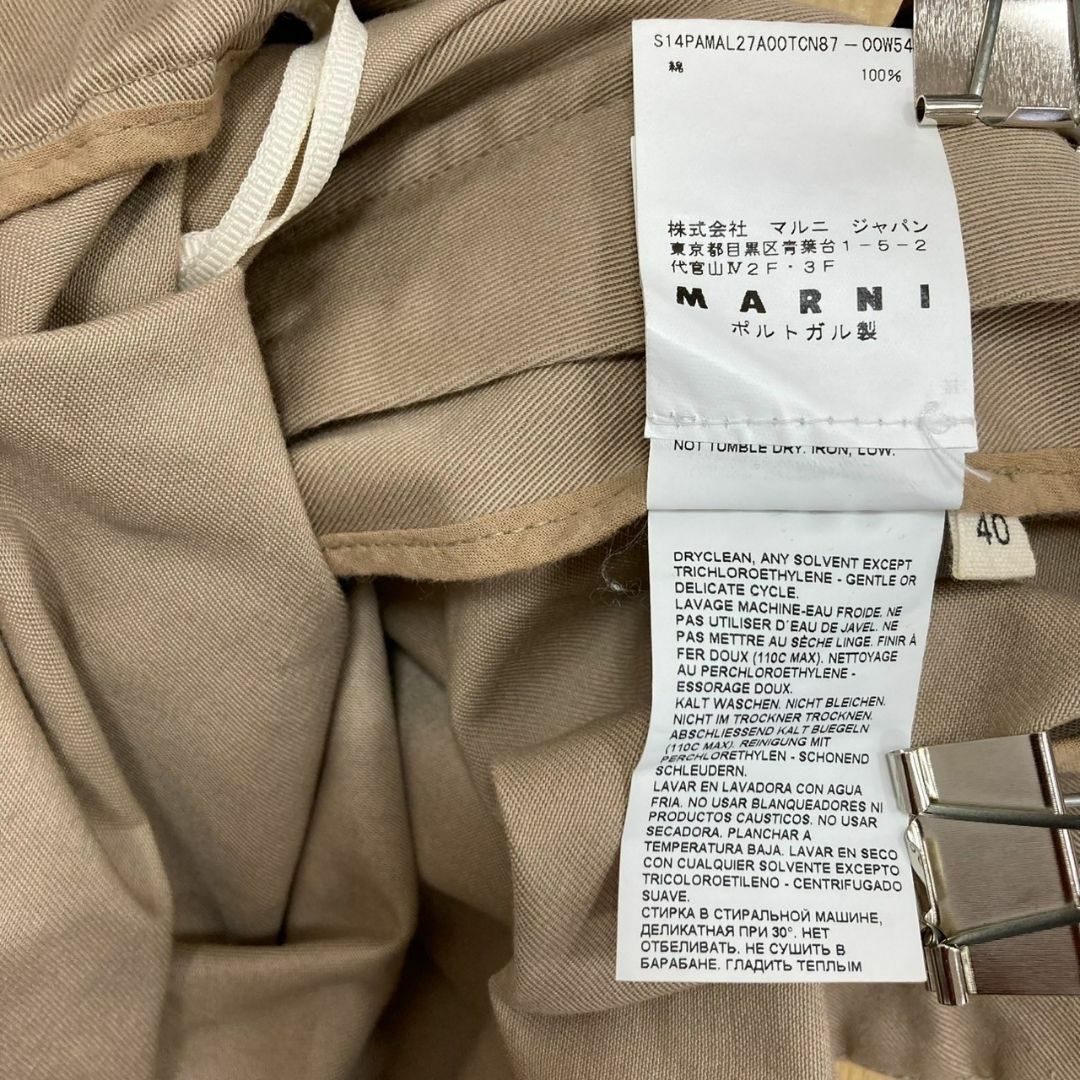 S14PAMAL27A00TCN87-00W54
綿 100%
株式会社 マルニ ジャパン
東京都目黒区青葉台1-5-2
代官山Ⅳ2F・3F
MARNI
ポルトガル製
NOT TUMBLE DRY. IRON, LOW.
40
DRYCLEAN, ANY SOLVENT EXCEPT
TRICHLOROETHYLENE - GENTLE OR
DELICATE CYCLE.
LAVAGE MACHINE-EAU FROIDE. NE
PAS UTILISER D´EAU DE JAVEL. NE
PAS METTRE AU SÈCHE LINGE. FINIR À
FER DOUX (110C MAX). NETTOYAGE
AU PERCHLOROETHYLENE -
ESSORAGE DOUX.
KALT WASCHEN. NICHT BLEICHEN.
NICHT IM TROCKNER TROCKNEN.
ABSCHLIESSEND KALT BUEGELN
(110C MAX). REINIGUNG MIT
PERCHLORETHYLEN - SCHONEND
SCHLEUDERN.
LAVAR EN LAVADORA CON AGUA
FRIA. NO USAR BLANQUEADORES NI
PRODUCTOS CAUSTICOS. NO USAR
SECADORA. PLANCHAR A
TEMPERATURA BAJA. LAVAR EN SECO
CON CUALQUIER SOLVENTE EXCEPTO
TRICOLOROETILENO - CENTRIFUGADO
SUAVE.
СТИРКА В СТИРАЛЬНОЙ МАШИНЕ,
ДЕЛИКАТНАЯ ПРИ 30°. НЕТ
ОТБЕЛИВАТЬ. НЕ СУШИТЬ В
БАРАБАНЕ. ГЛАДИТЬ ТЕПЛЫМ